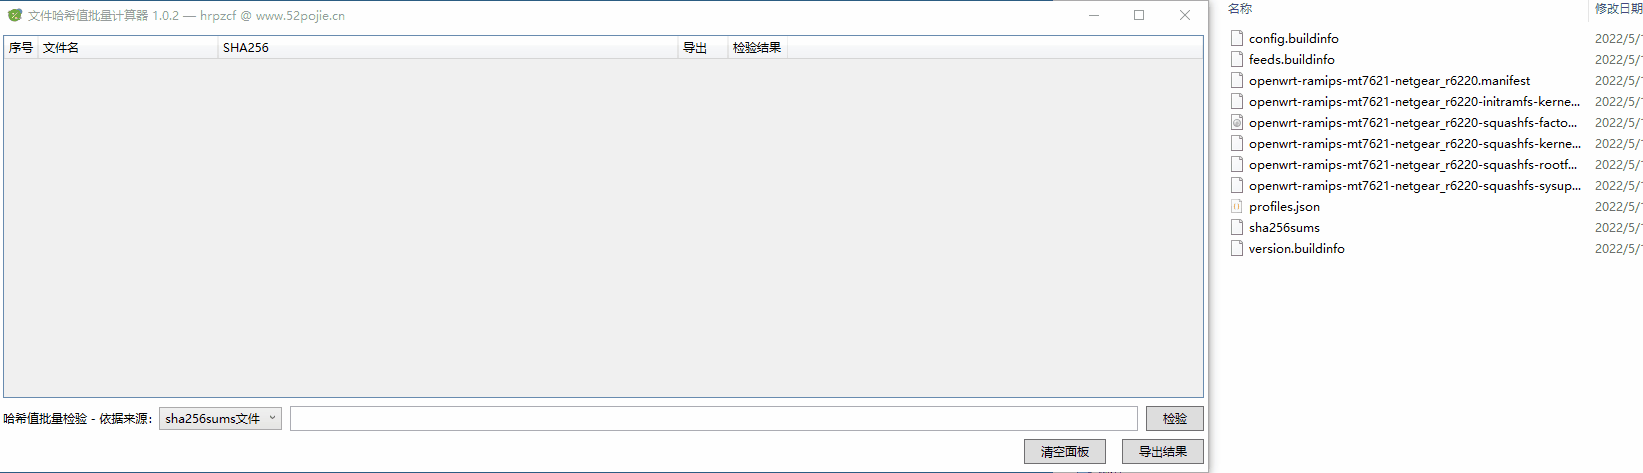 文件哈希值批量计算器 1.0.2 — hrpzcf @ www.52pojie.cn
序号 文件名 SHA256 导出 检验结果
哈希值批量检验 - 依据来源: sha256sums文件 检验
清空面板 导出结果
名称 修改日期
config.buildinfo 2022/5/
feeds.buildinfo 2022/5/
openwrt-ramips-mt7621-netgear_r6220.manifest 2022/5/
openwrt-ramips-mt7621-netgear_r6220-initramfs-kerne... 2022/5/
openwrt-ramips-mt7621-netgear_r6220-squashfs-facto... 2022/5/
openwrt-ramips-mt7621-netgear_r6220-squashfs-kerne... 2022/5/
openwrt-ramips-mt7621-netgear_r6220-squashfs-rootf... 2022/5/
openwrt-ramips-mt7621-netgear_r6220-squashfs-sysup... 2022/5/
profiles.json 2022/5/
sha256sums 2022/5/
version.buildinfo 2022/5/